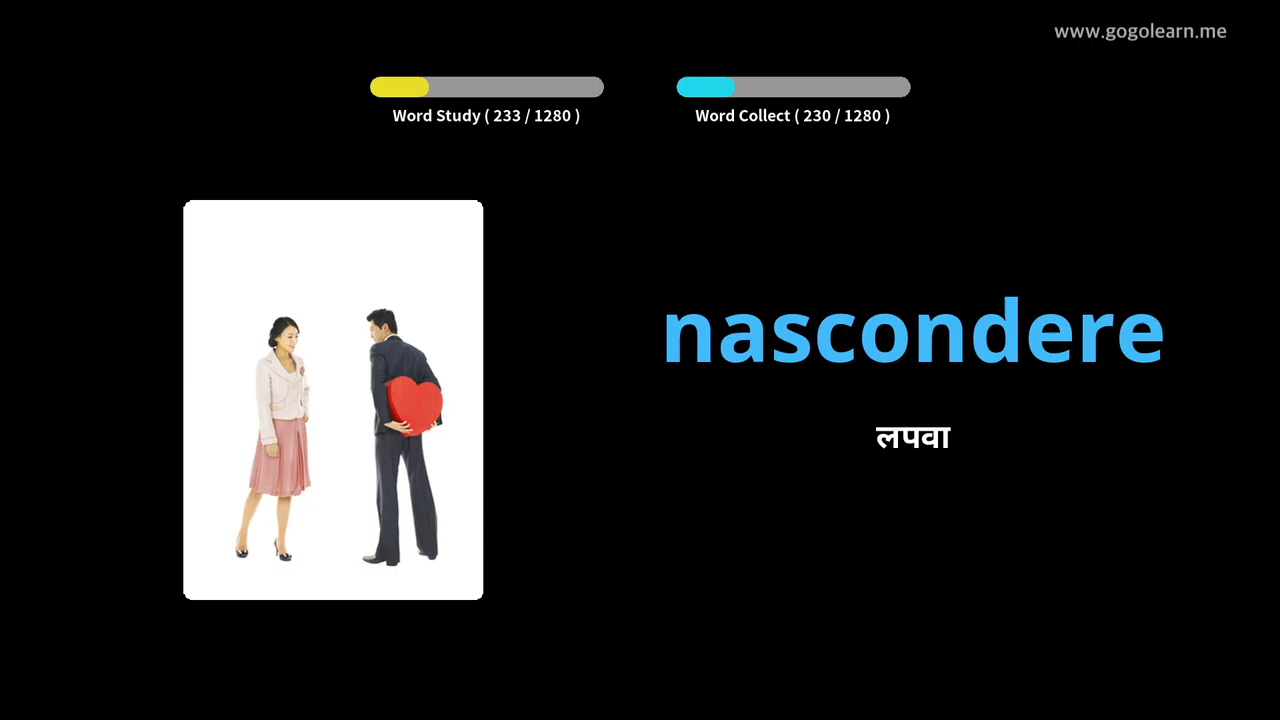 www.gogolearn.me
Word Study ( 233 / 1280 )
Word Collect ( 230 / 1280 )
nascondere
लपवा